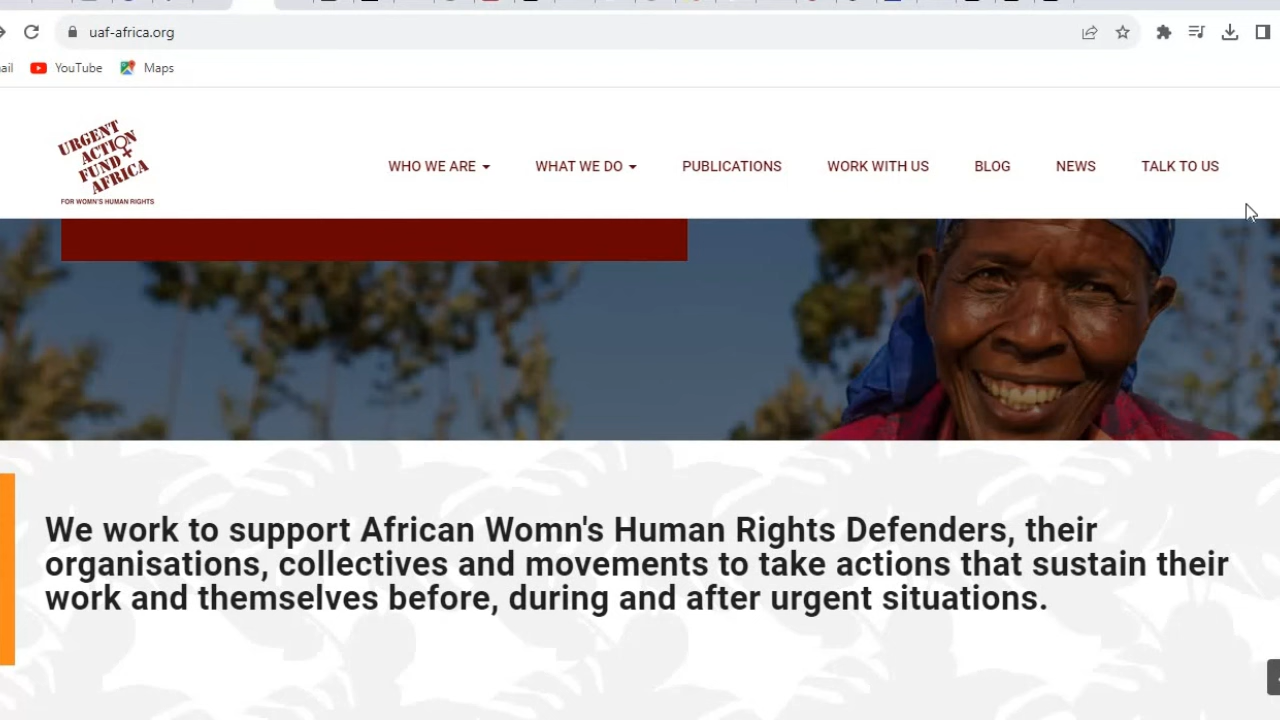 uaf-africa.org
ail YouTube Maps
URGENT
ACTION
FUND
AFRICA
FOR WOMN'S HUMAN RIGHTS
WHO WE ARE WHAT WE DO PUBLICATIONS WORK WITH US BLOG NEWS TALK TO US
We work to support African Womn's Human Rights Defenders, their
organisations, collectives and movements to take actions that sustain their
work and themselves before, during and after urgent situations.